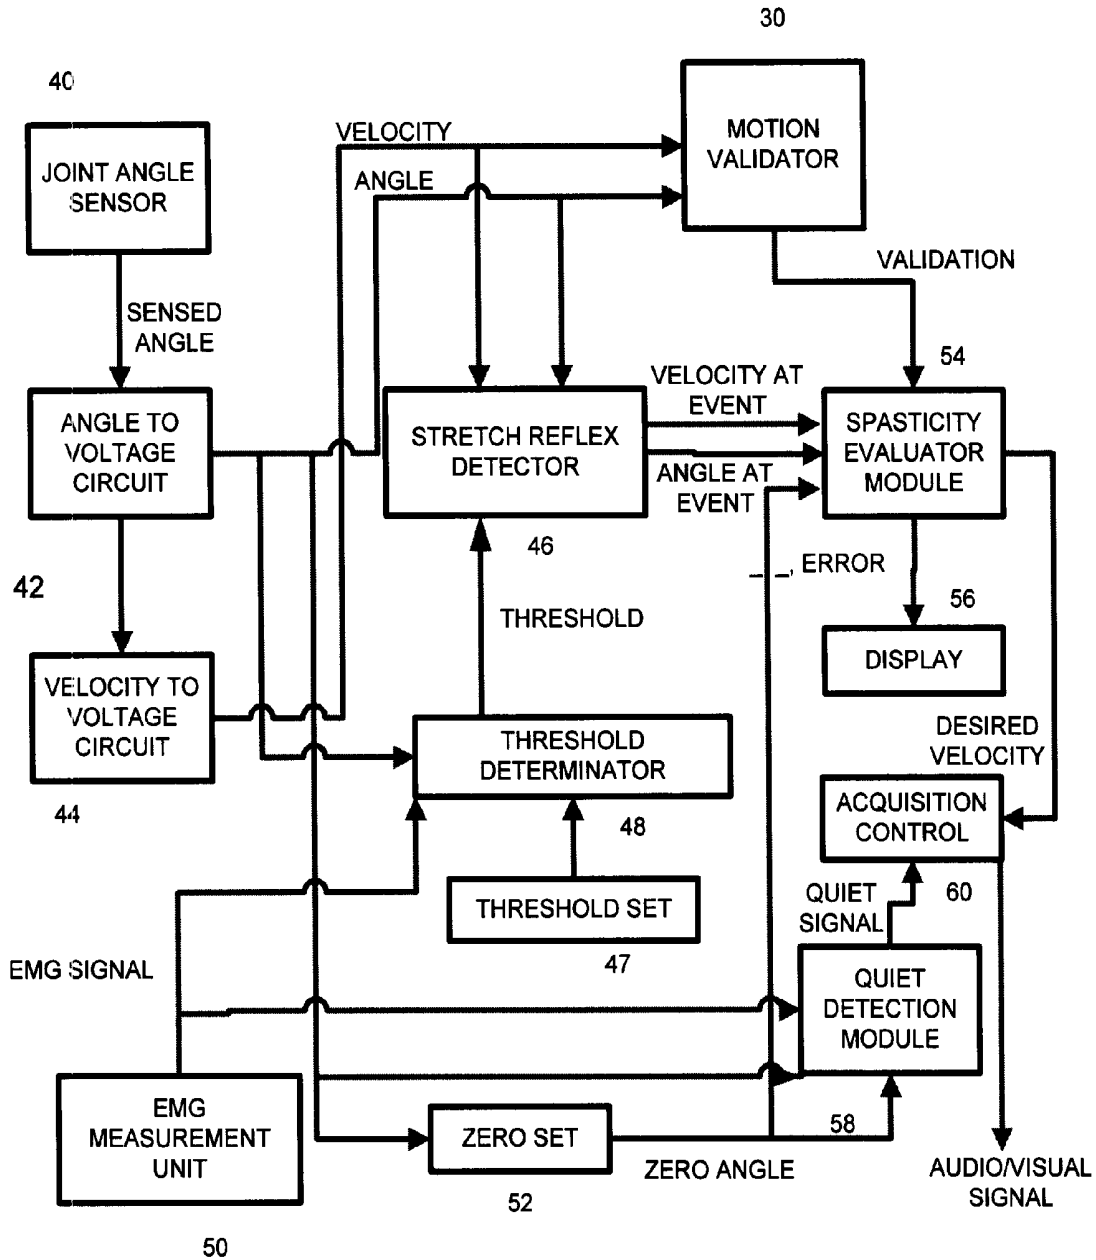 30
40
JOINT ANGLE
SENSOR
VELOCITY
ANGLE
MOTION
VALIDATOR
VALIDATION
SENSED
ANGLE
54
ANGLE TO
VOLTAGE
CIRCUIT
STRETCH REFLEX
DETECTOR
VELOCITY AT
EVENT
ANGLE AT
EVENT
SPASTICITY
EVALUATOR
MODULE
46
, ERROR
42
56
THRESHOLD
DISPLAY
VELOCITY TO
VOLTAGE
CIRCUIT
44
THRESHOLD
DETERMINATOR
48
DESIRED
VELOCITY
ACQUISITION
CONTROL
60
THRESHOLD SET
47
QUIET
SIGNAL
EMG SIGNAL
QUIET
DETECTION
MODULE
58
EMG
MEASUREMENT
UNIT
50
ZERO SET
52
ZERO ANGLE
AUDIO/VISUAL
SIGNAL